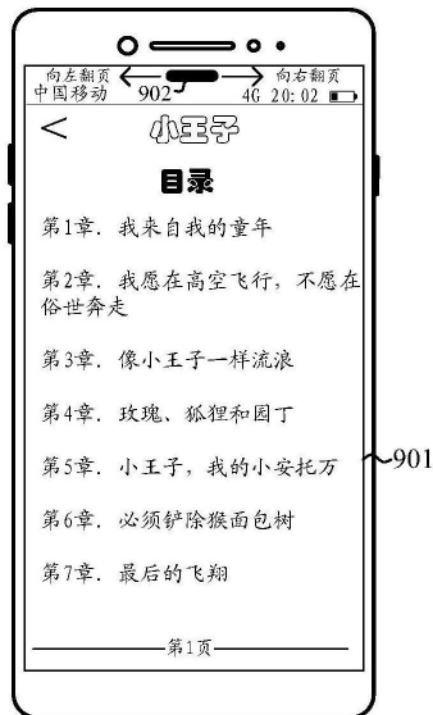 向左翻页 向右翻页
中国移动 902 4G 20:02
<
小王子
目录
第1章. 我来自我的童年
第2章. 我愿在高空飞行，不愿在
俗世奔走
第3章. 像小王子一样流浪
第4章. 玫瑰、狐狸和园丁
第5章. 小王子，我的小安托万
901
第6章. 必须铲除猴面包树
第7章. 最后的飞翔
第1页